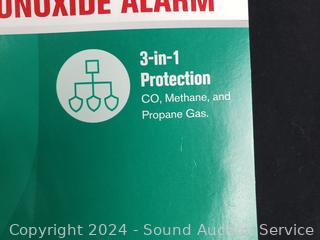 ONOXIDE ALARM
3-in-1
Protection
CO, Methane, and
Propane Gas.
Copyright 2024 - Sound Auction Service